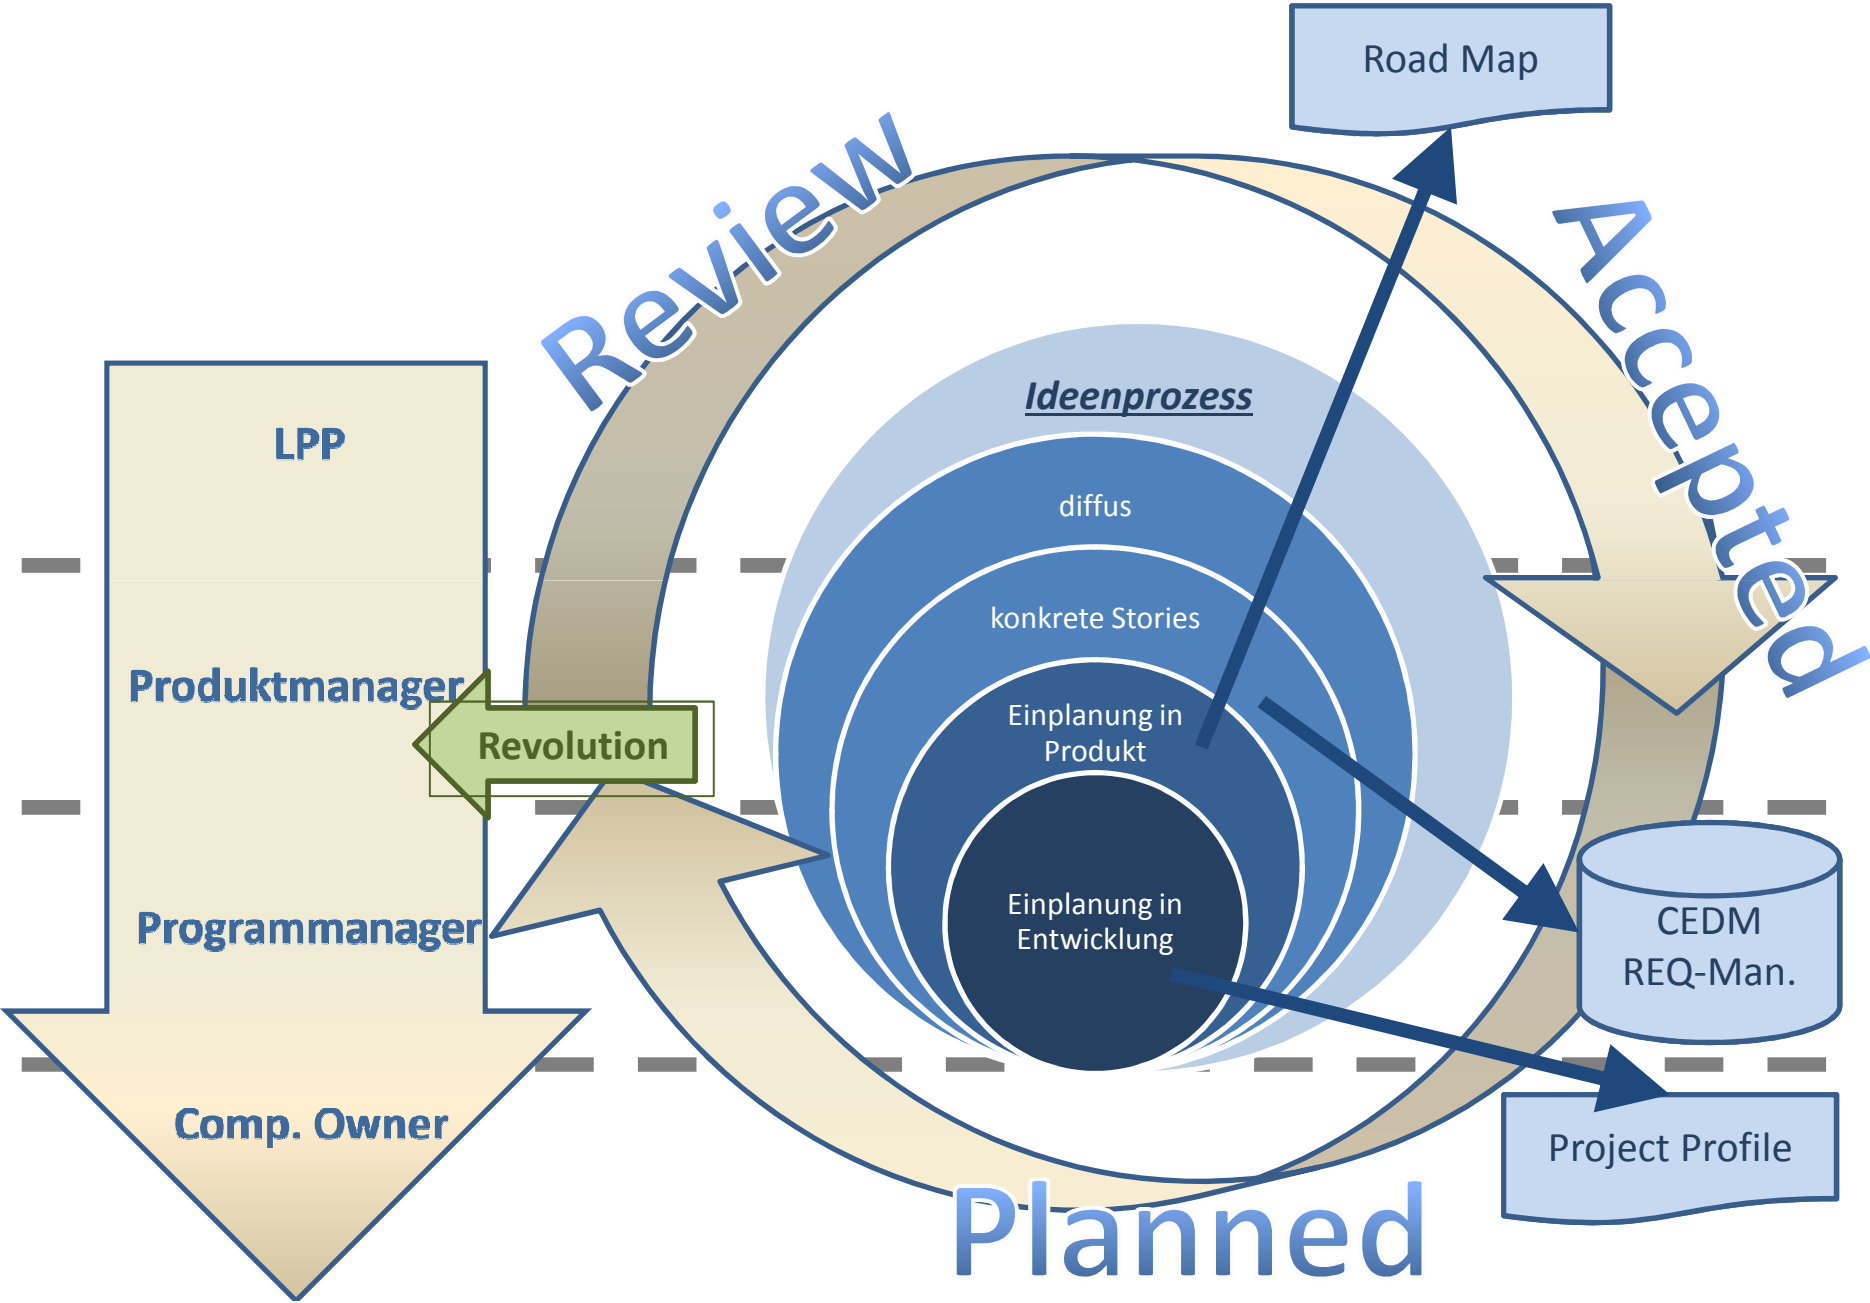 Road Map
Review
Accepted
Ideenprozess
LPP
diffus
konkrete Stories
Produktmanager
Revolution
Einplanung in
Produkt
Programmanager
Einplanung in
Entwicklung
CEDM
REQ-Man.
Comp. Owner
Project Profile
Planned